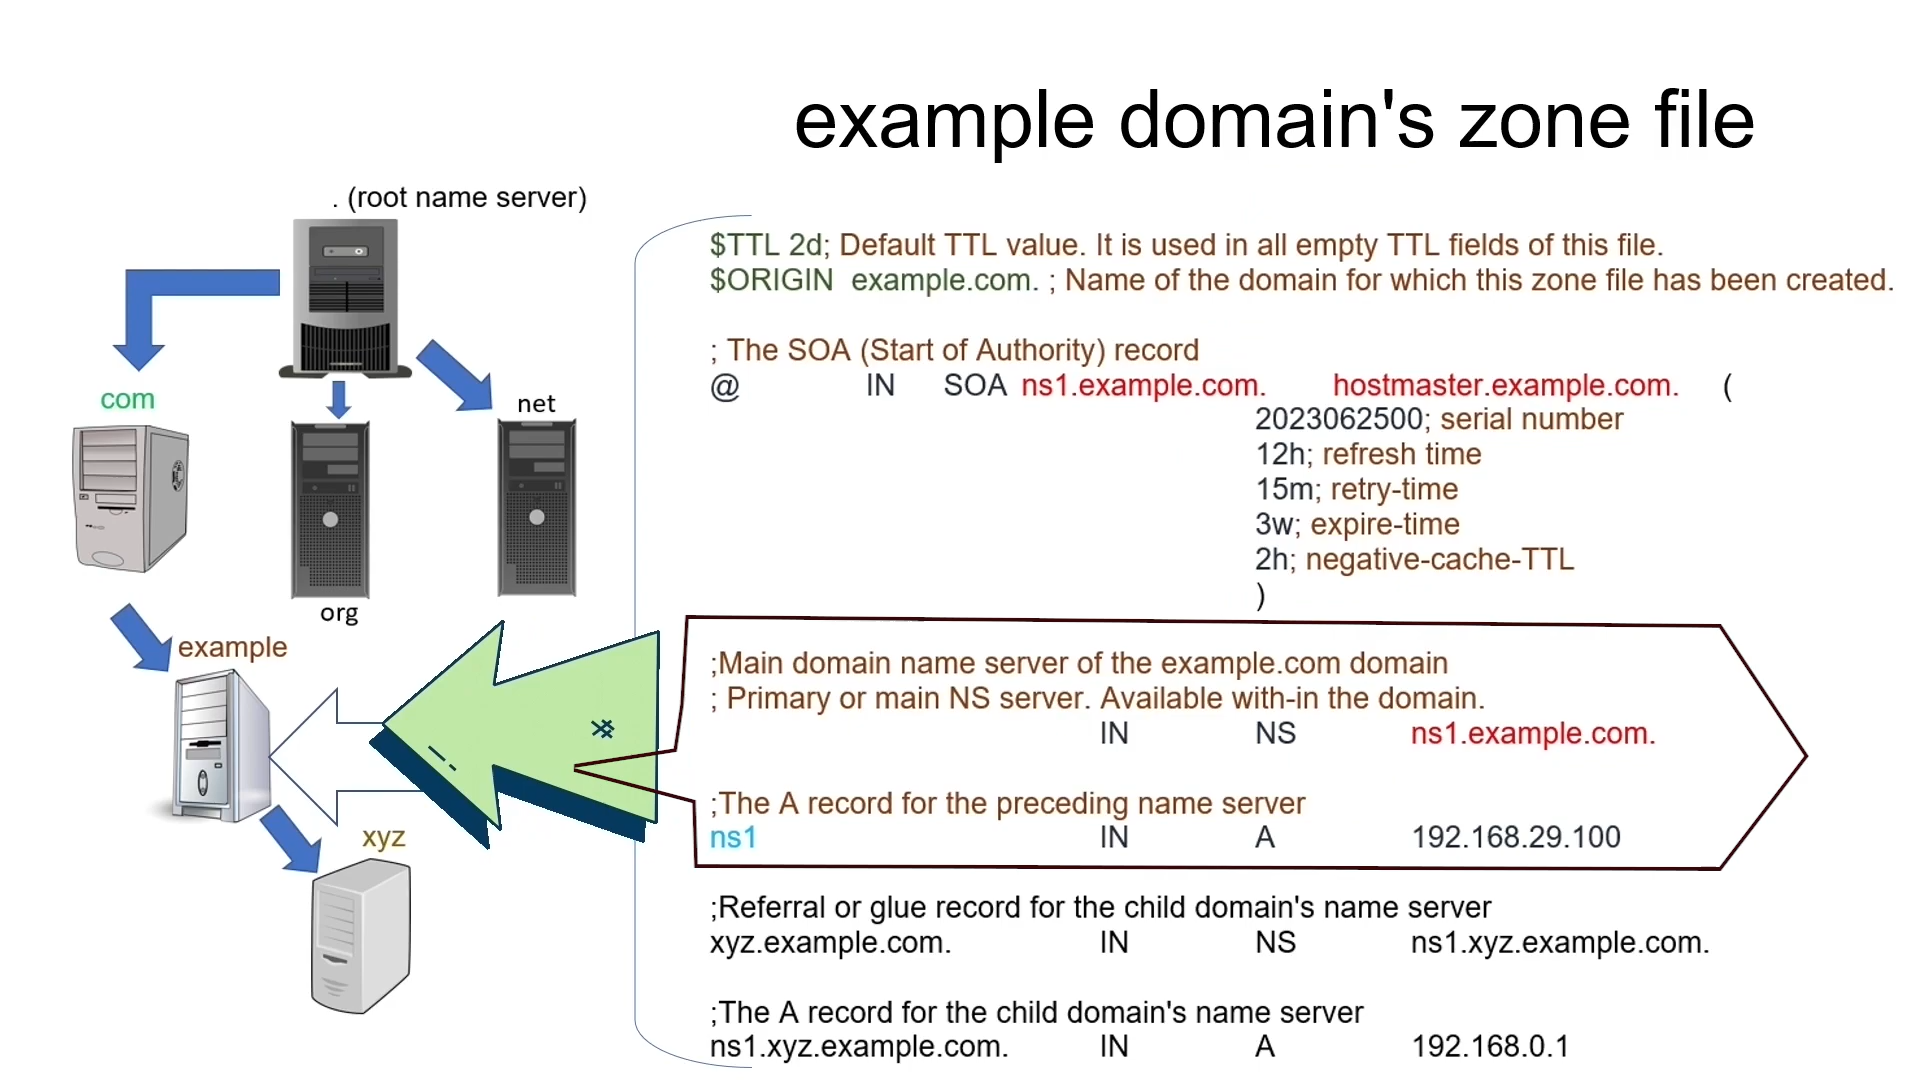 example domain's zone file
. (root name server)
com
net
org
example
xyz
$TTL 2d; Default TTL value. It is used in all empty TTL fields of this file.
$ORIGIN example.com. ; Name of the domain for which this zone file has been created.
; The SOA (Start of Authority) record
@ IN SOA ns1.example.com. hostmaster.example.com. (
2023062500; serial number
12h; refresh time
15m; retry-time
3w; expire-time
2h; negative-cache-TTL
)
;Main domain name server of the example.com domain
; Primary or main NS server. Available with-in the domain.
IN NS ns1.example.com.
;The A record for the preceding name server
ns1 IN A 192.168.29.100
;Referral or glue record for the child domain's name server
xyz.example.com. IN NS ns1.xyz.example.com.
;The A record for the child domain's name server
ns1.xyz.example.com. IN A 192.168.0.1